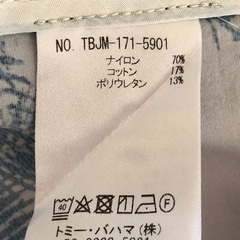 NO. TBJM-171-5901
ナイロン 70%
コットン 17%
ポリウレタン 13%
40
F
トミー・バハマ(株)